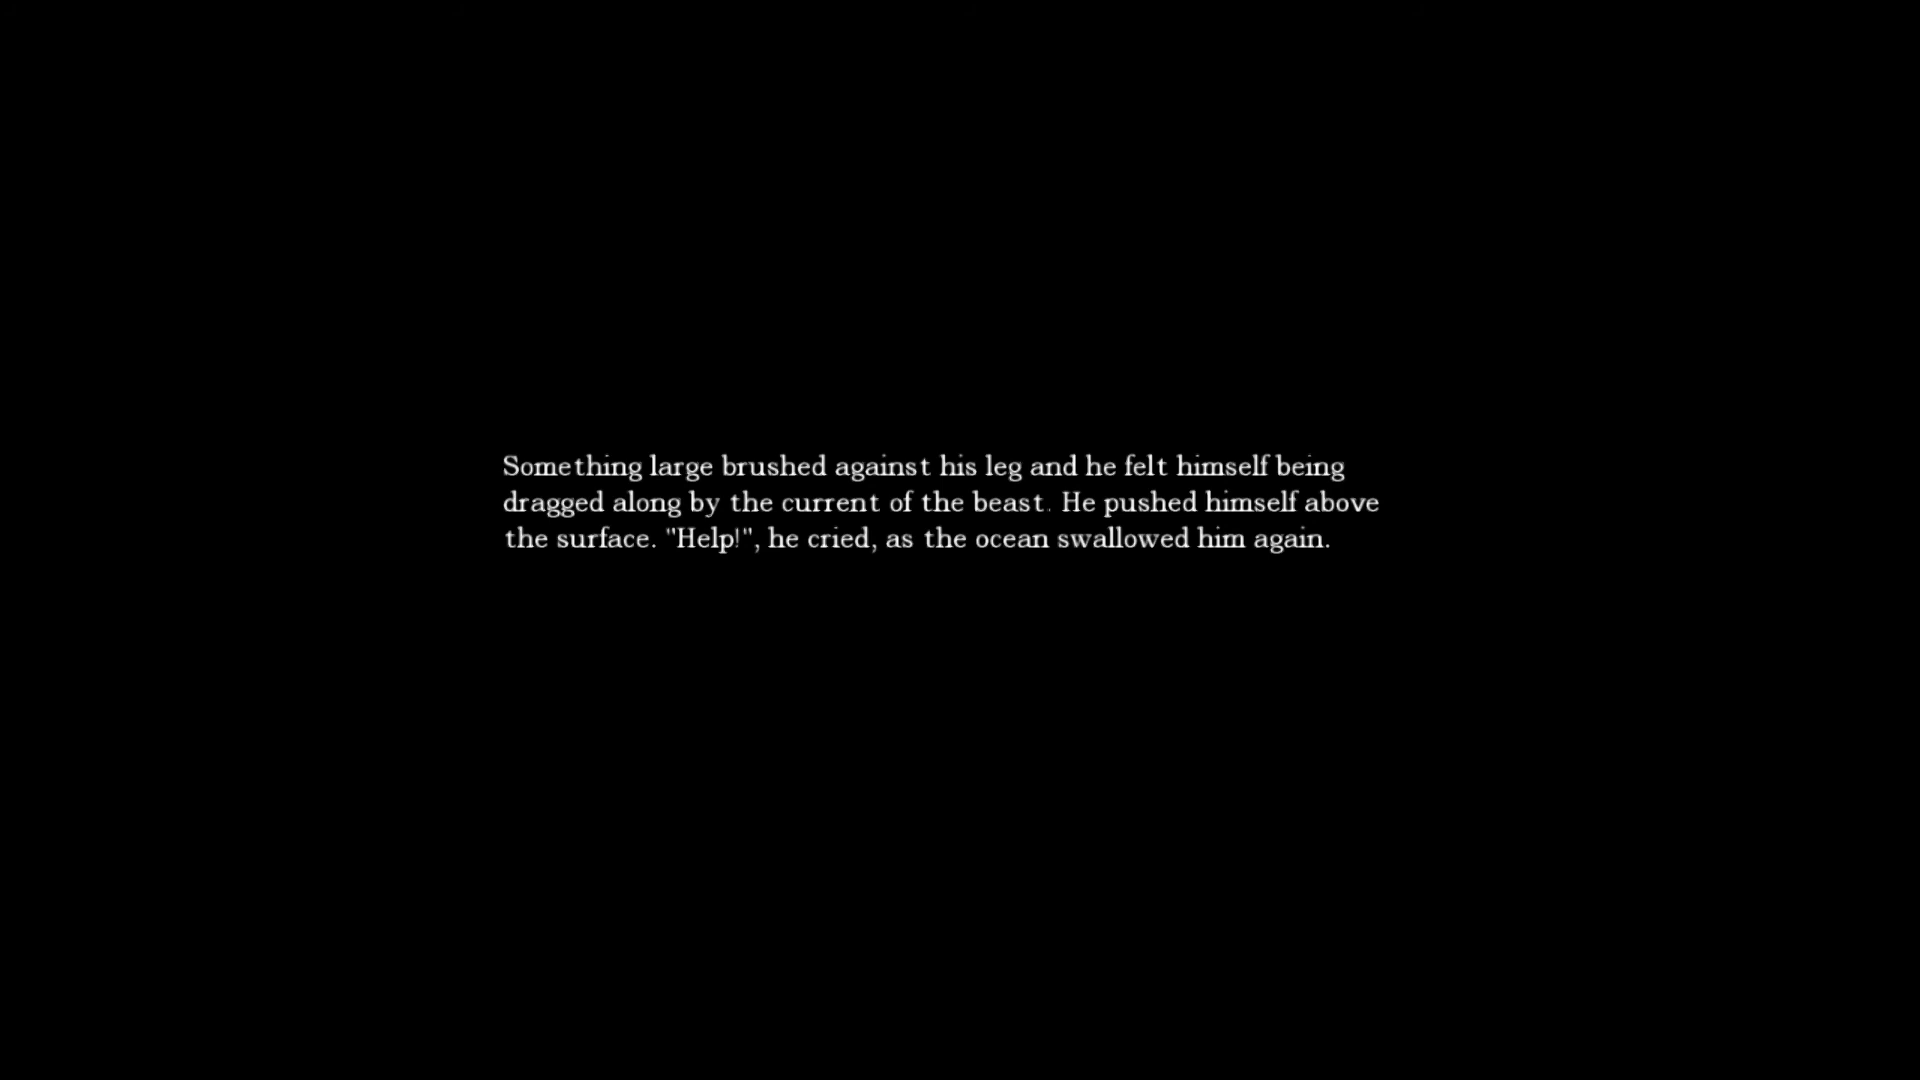 Something large brushed against his leg and he felt himself being
dragged along by the current of the beast. He pushed himself above
the surface. "Help!", he cried, as the ocean swallowed him again.